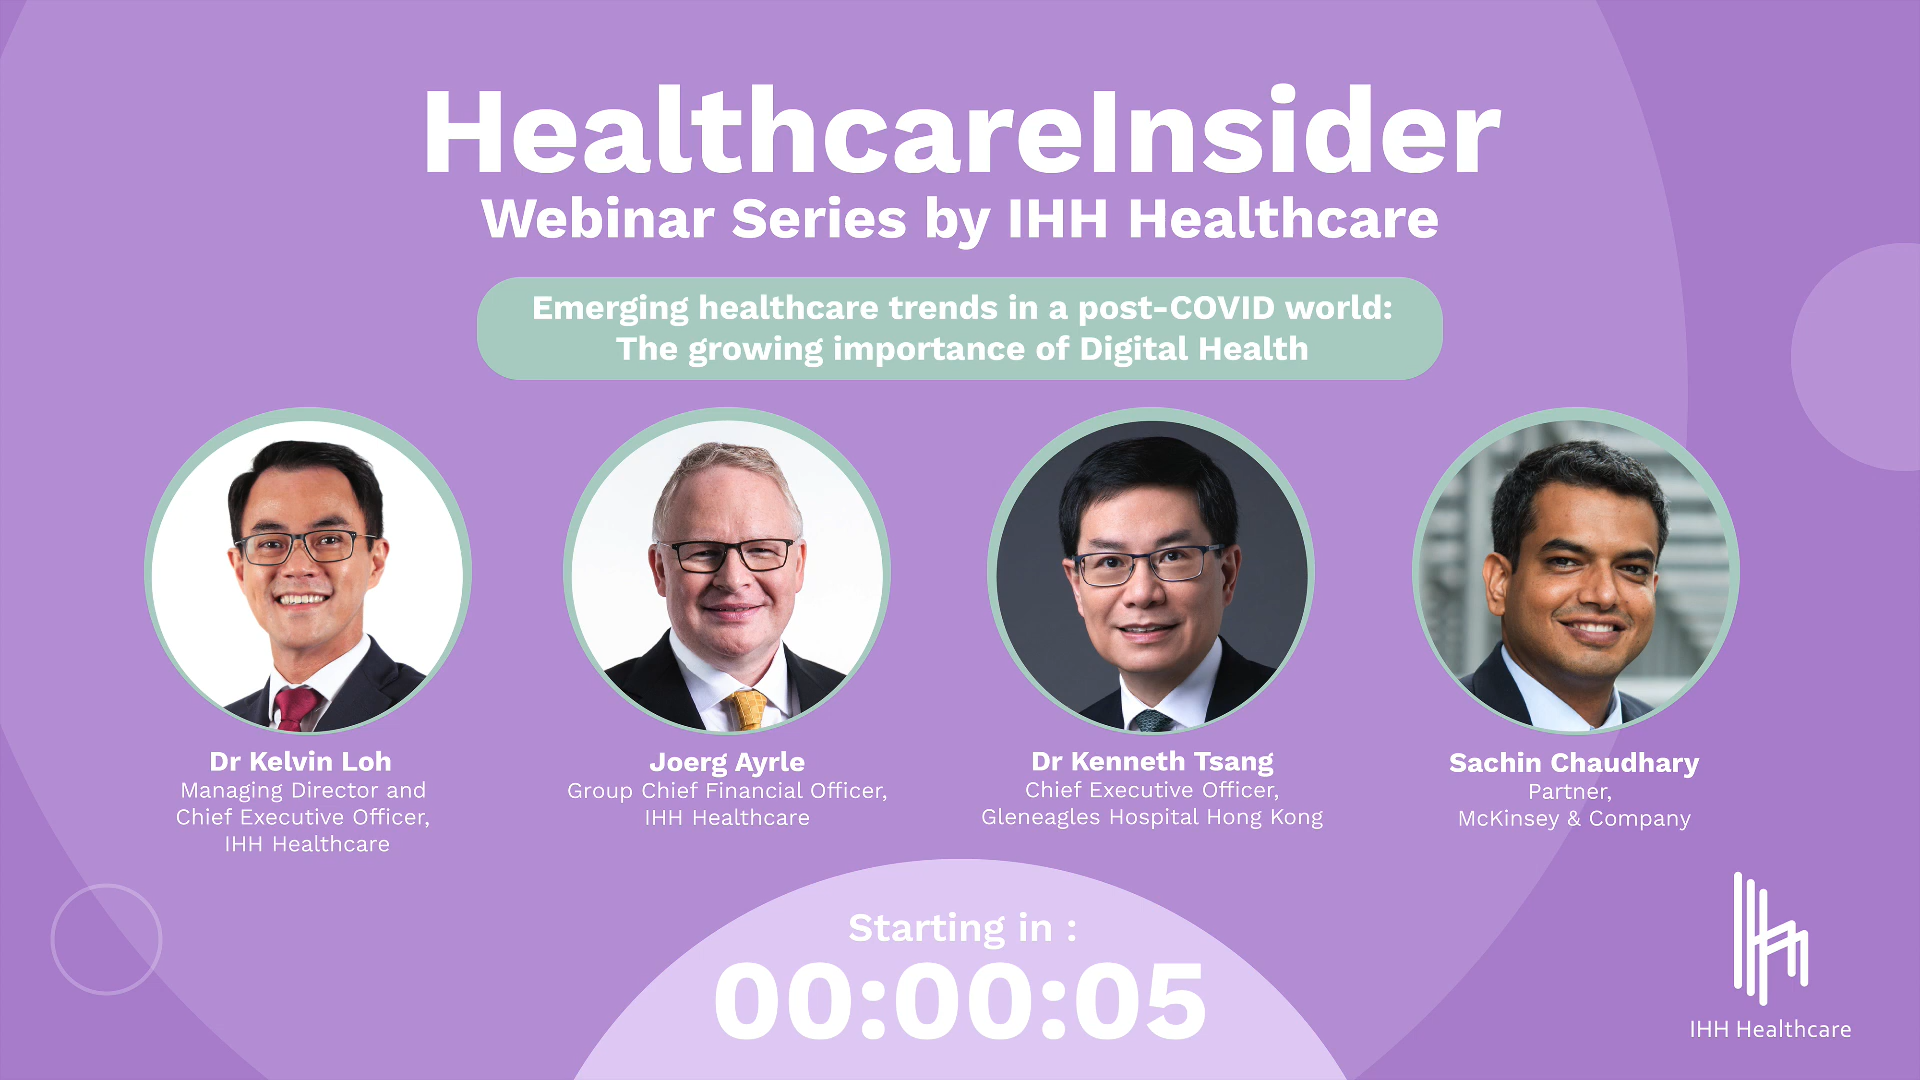 HealthcareInsider
Webinar Series by IHH Healthcare
Emerging healthcare trends in a post-COVID world:
The growing importance of Digital Health
Dr Kelvin Loh
Managing Director and
Chief Executive Officer,
IHH Healthcare
Joerg Ayrle
Group Chief Financial Officer,
IHH Healthcare
Dr Kenneth Tsang
Chief Executive Officer,
Gleneagles Hospital Hong Kong
Sachin Chaudhary
Partner,
McKinsey & Company
Starting in :
00:00:05
IHH Healthcare